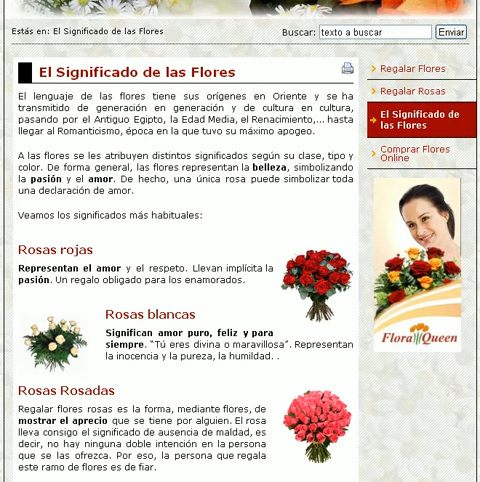 Estás en: El Significado de las Flores
Buscar: texto a buscar Enviar
El Significado de las Flores
El lenguaje de las flores tiene sus orígenes en Oriente y se ha
transmitido de generación en generación y de cultura en cultura,
pasando por el Antiguo Egipto, la Edad Media, el Renacimiento,... hasta
llegar al Romanticismo, época en la que tuvo su máximo apogeo.
A las flores se les atribuyen distintos significados según su clase, tipo y
color. De forma general, las flores representan la belleza, simbolizando
la pasión y el amor. De hecho, una única rosa puede simbolizar toda
una declaración de amor.
Veamos los significados más habituales:
Rosas rojas
Representan el amor y el respeto. Llevan implícita la
pasión. Un regalo obligado para los enamorados.
Rosas blancas
Significan amor puro, feliz y para
siempre. "Tú eres divina o maravillosa". Representan
la inocencia y la pureza, la humildad. .
Rosas Rosadas
Regalar flores rosas es la forma, mediante flores, de
mostrar el aprecio que se tiene por alguien. El rosa
lleva consigo el significado de ausencia de maldad, es
decir, no hay ninguna doble intención en la persona
que se las ofrezca. Por eso, la persona que regala
este ramo de flores es de fiar.
Regalar Flores
Regalar Rosas
El Significado de
las Flores
Comprar Flores
Online
FloraQueen